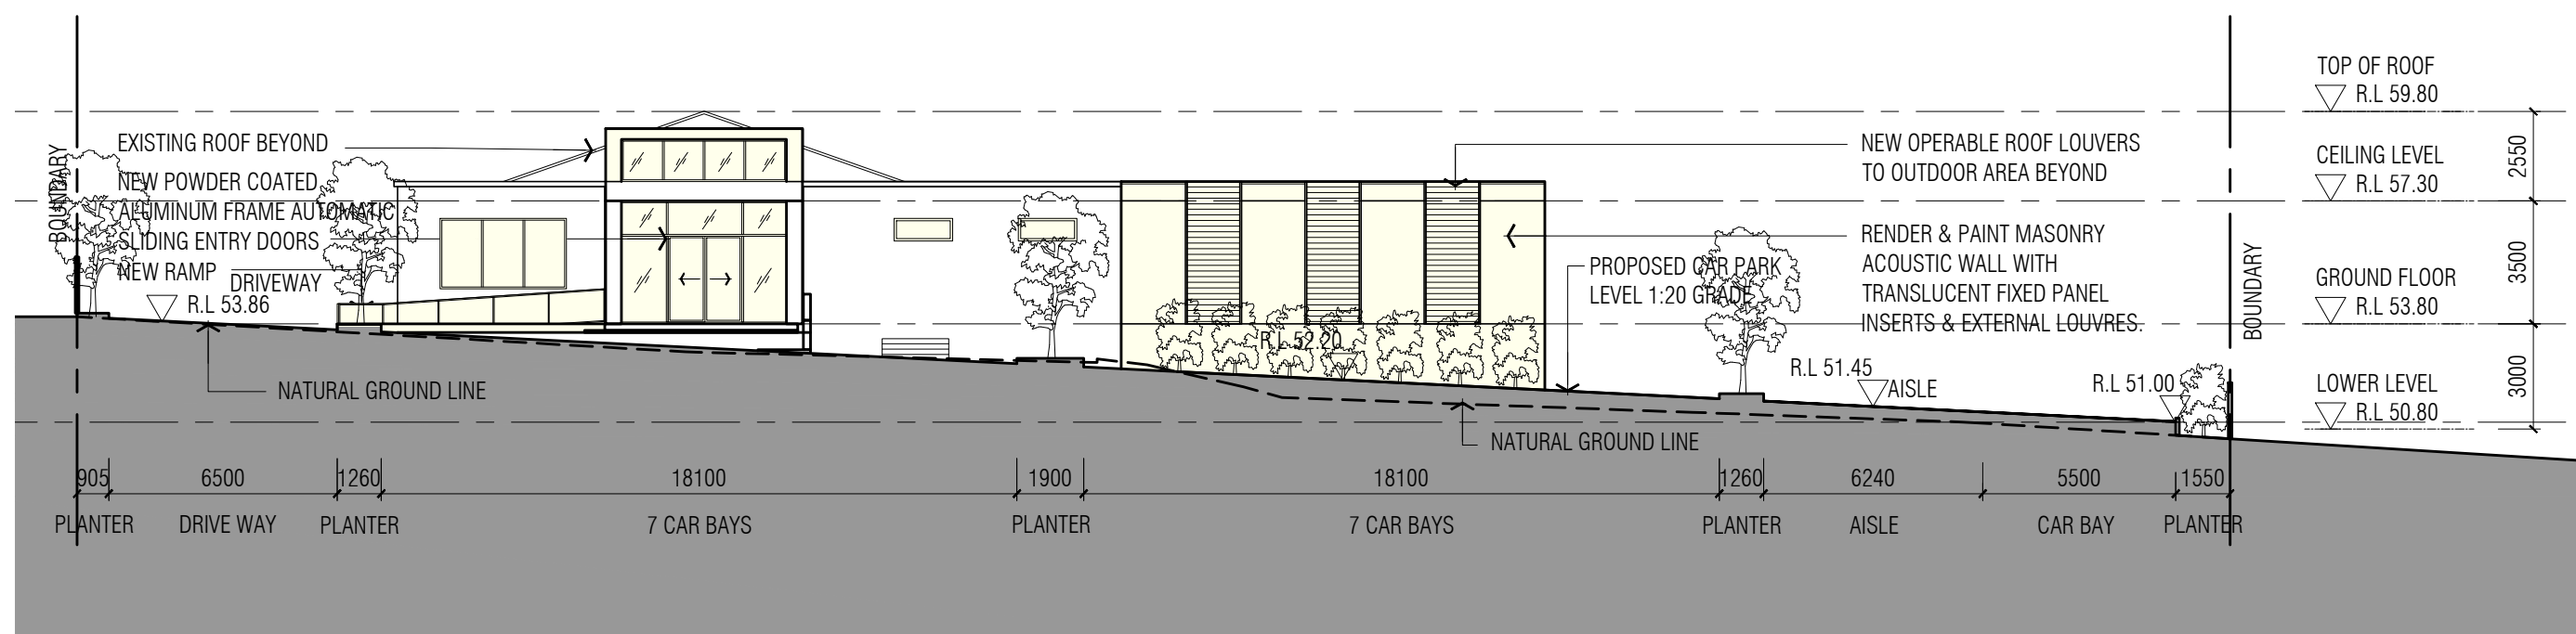 TOP OF ROOF
R.L 59.80
EXISTING ROOF BEYOND
NEW OPERABLE ROOF LOUVERS
TO OUTDOOR AREA BEYOND
2550
CEILING LEVEL
R.L 57.30
BOUNDARY
NEW POWDER COATED
ALUMINUM FRAME AUTOMATIC
SLIDING ENTRY DOORS
NEW RAMP
DRIVEWAY
R.L 53.86
RENDER & PAINT MASONRY
ACOUSTIC WALL WITH
TRANSLUCENT FIXED PANEL
INSERTS & EXTERNAL LOUVRES.
PROPOSED CAR PARK
LEVEL 1:20 GRADE
BOUNDARY
3500
GROUND FLOOR
R.L 53.80
R.L 52.20
R.L 51.45
AISLE
R.L 51.00
LOWER LEVEL
R.L 50.80
3000
NATURAL GROUND LINE
NATURAL GROUND LINE
905 6500 1260 18100 1900 18100 1260 6240 5500 1550
PLANTER DRIVE WAY PLANTER 7 CAR BAYS PLANTER 7 CAR BAYS PLANTER AISLE CAR BAY PLANTER